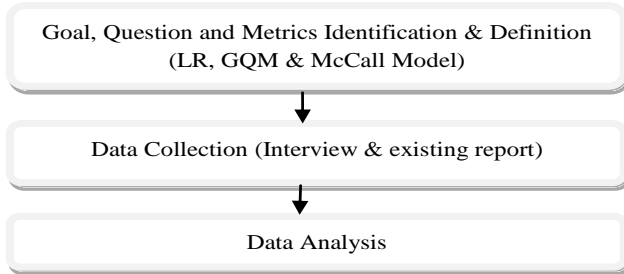 Goal, Question and Metrics Identification & Definition
(LR, GQM & McCall Model)
Data Collection (Interview & existing report)
Data Analysis